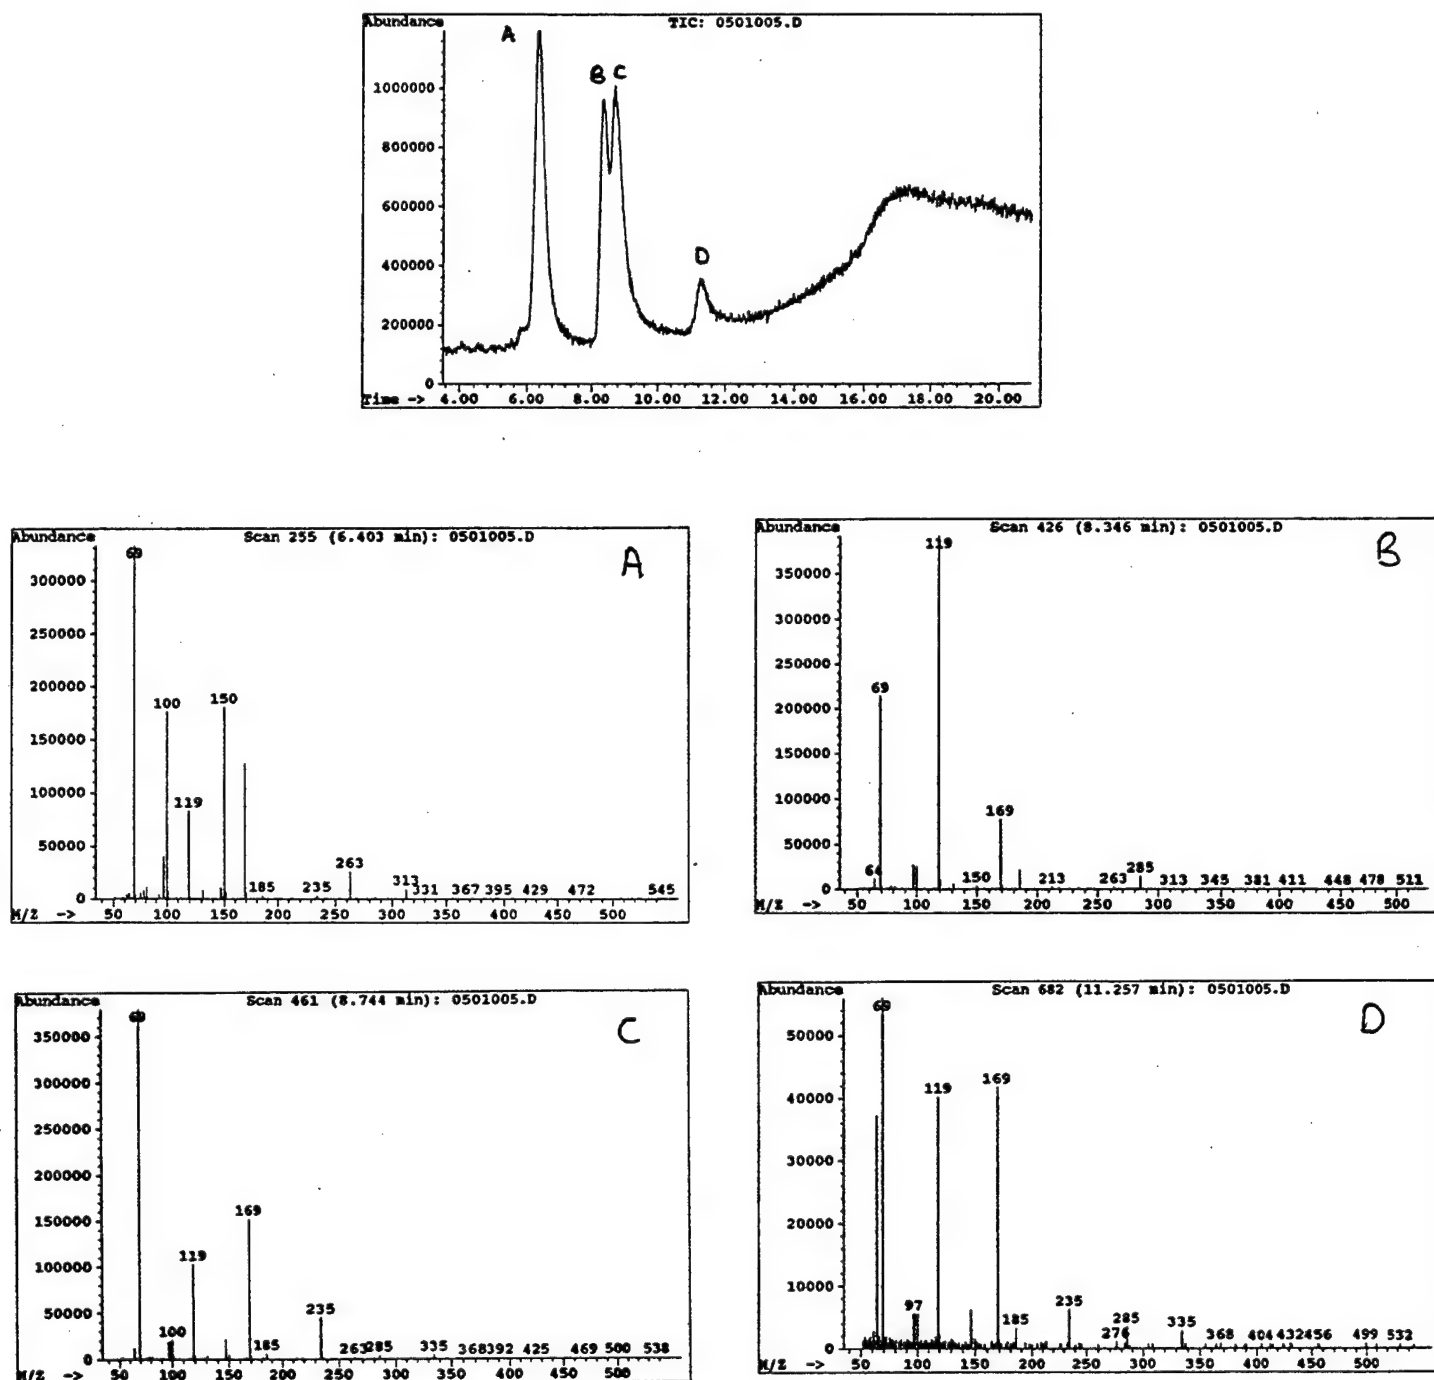 Abundance TIC: 0501005.D
A
B C
D
1000000
800000
600000
400000
200000
0
Time -> 4.00 6.00 8.00 10.00 12.00 14.00 16.00 18.00 20.00
Abundance Scan 255 (6.403 min): 0501005.D
A
69
300000
250000
200000
150000
100000
50000
0
100 150
119
263
185 235 313 331 367 395 429 472 545
M/Z -> 50 100 150 200 250 300 350 400 450 500
Abundance Scan 426 (8.346 min): 0501005.D
B
119
350000
300000
250000
200000
150000
100000
50000
0
69
169
64 150 213 263 285 313 345 381 411 448 478 511
M/Z -> 50 100 150 200 250 300 350 400 450 500
Abundance Scan 461 (8.744 min): 0501005.D
C
69
350000
300000
250000
200000
150000
100000
50000
0
169
119
235
100 185 263 285 335 368 392 425 469 500 538
M/Z -> 50 100 150 200 250 300 350 400 450 500
Abundance Scan 682 (11.257 min): 0501005.D
D
69
50000
40000
30000
20000
10000
0
119 169
97 185 235 276 285 335 368 404 432 456 499 532
M/Z -> 50 100 150 200 250 300 350 400 450 500